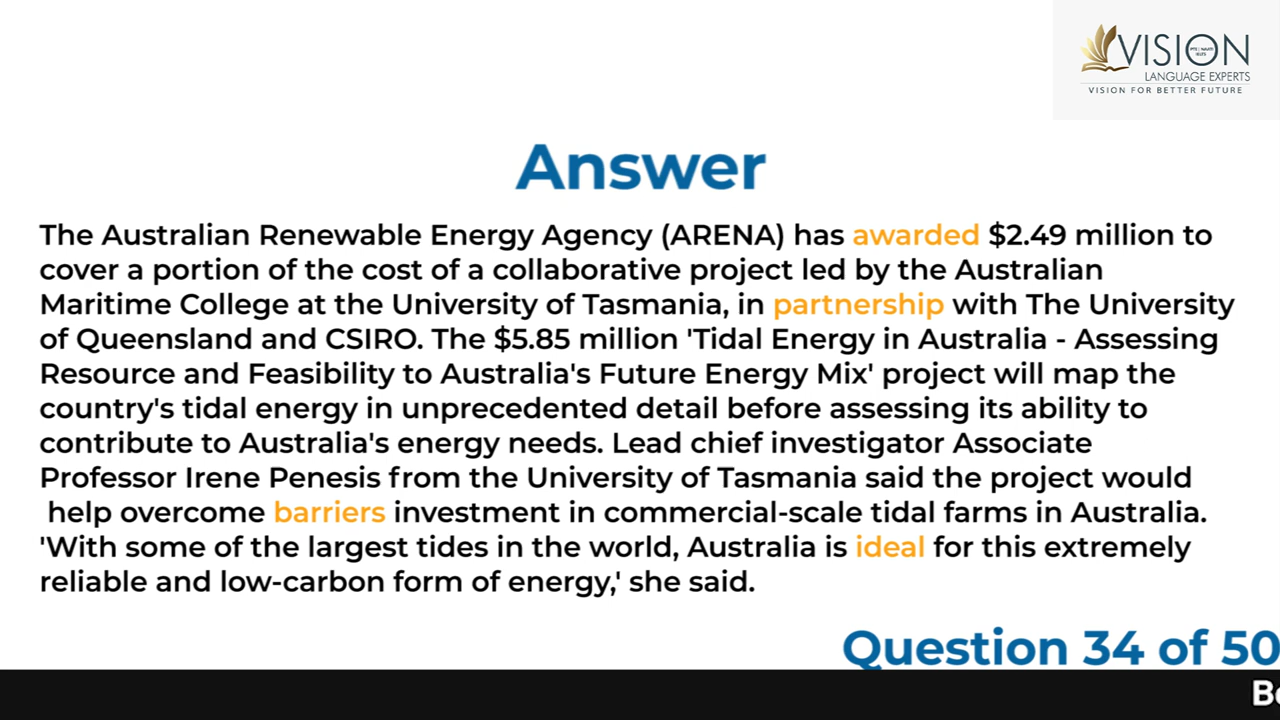 VISION
LANGUAGE EXPERTS
VISION FOR BETTER FUTURE
Answer
The Australian Renewable Energy Agency (ARENA) has awarded $2.49 million to
cover a portion of the cost of a collaborative project led by the Australian
Maritime College at the University of Tasmania, in partnership with The University
of Queensland and CSIRO. The $5.85 million 'Tidal Energy in Australia - Assessing
Resource and Feasibility to Australia's Future Energy Mix' project will map the
country's tidal energy in unprecedented detail before assessing its ability to
contribute to Australia's energy needs. Lead chief investigator Associate
Professor Irene Penesis from the University of Tasmania said the project would
help overcome barriers investment in commercial-scale tidal farms in Australia.
'With some of the largest tides in the world, Australia is ideal for this extremely
reliable and low-carbon form of energy,' she said.
Question 34 of 50